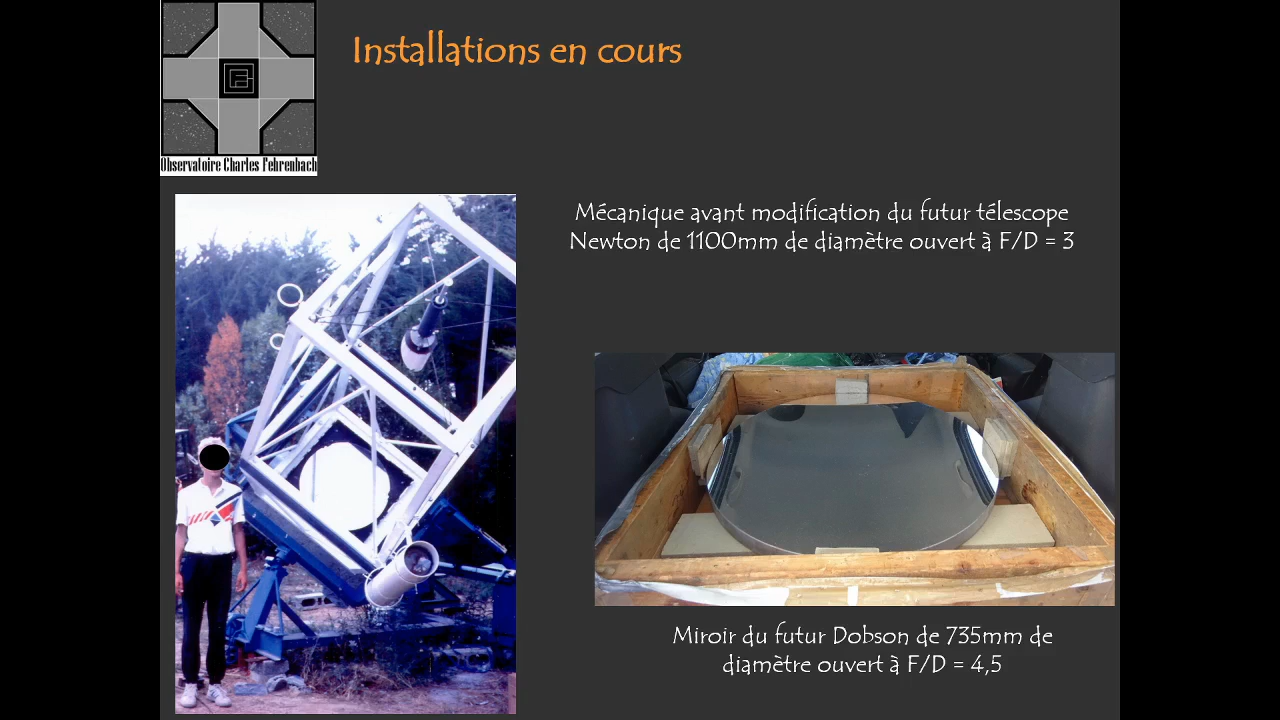 Installations en cours
Observatoire Charles Fehrenbach
Mécanique avant modification du futur télescope
Newton de 1100mm de diamètre ouvert à F/D = 3
Miroir du futur Dobson de 735mm de
diamètre ouvert à F/D = 4,5